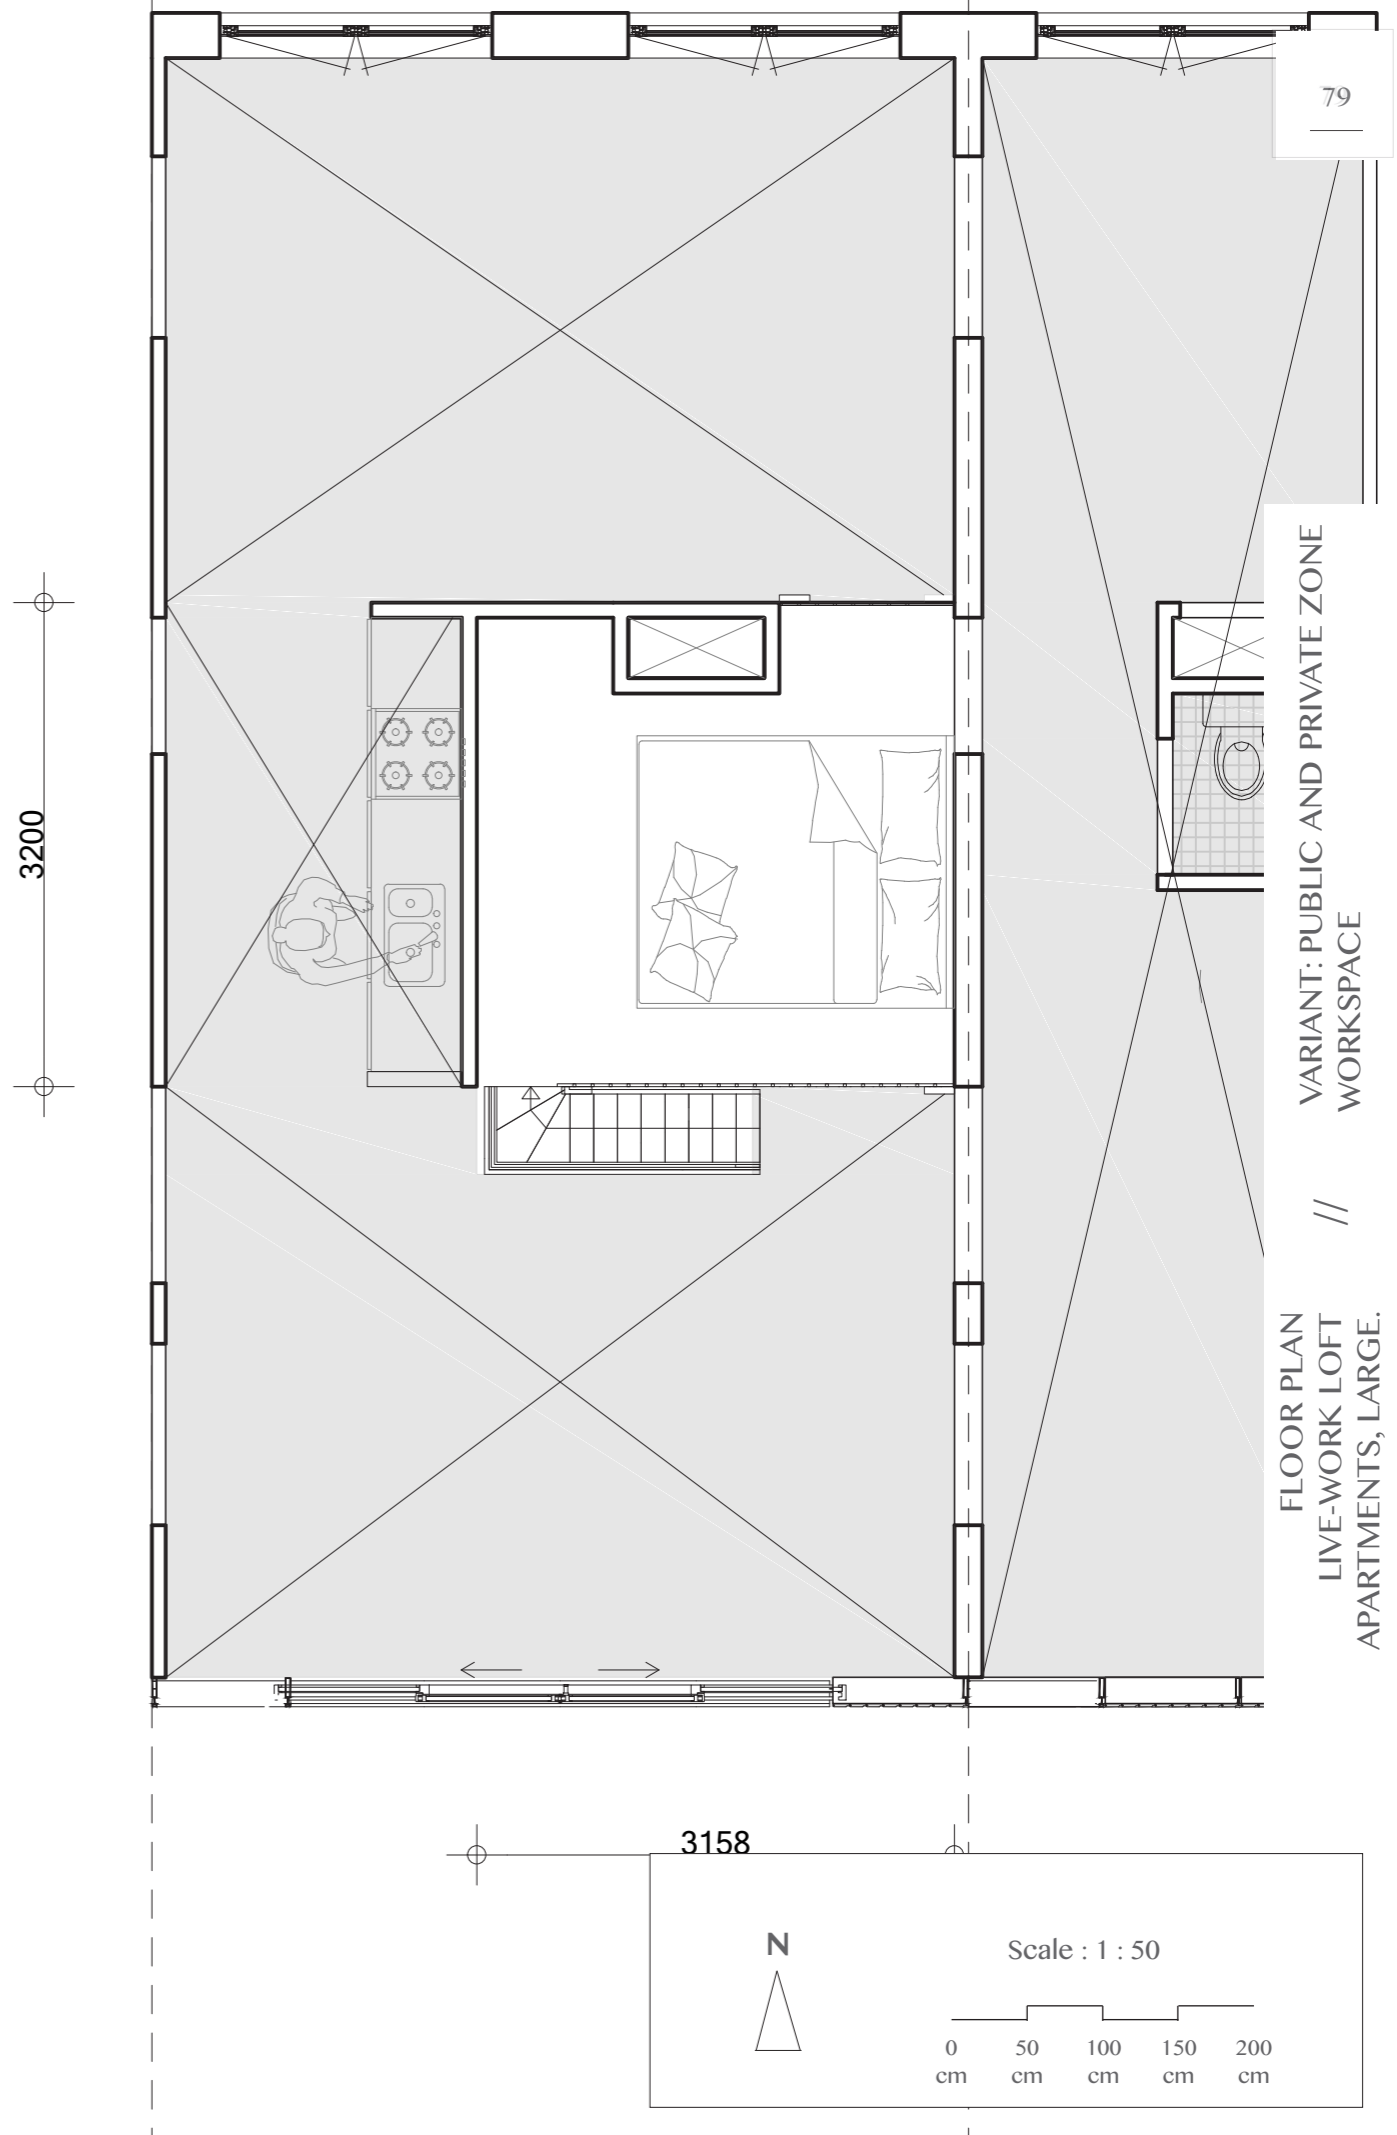 79
VARIANT: PUBLIC AND PRIVATE ZONE
WORKSPACE
//
FLOOR PLAN
LIVE-WORK LOFT
APARTMENTS, LARGE.
3200
3158
N
Scale : 1 : 50
0 50 100 150 200
cm cm cm cm cm